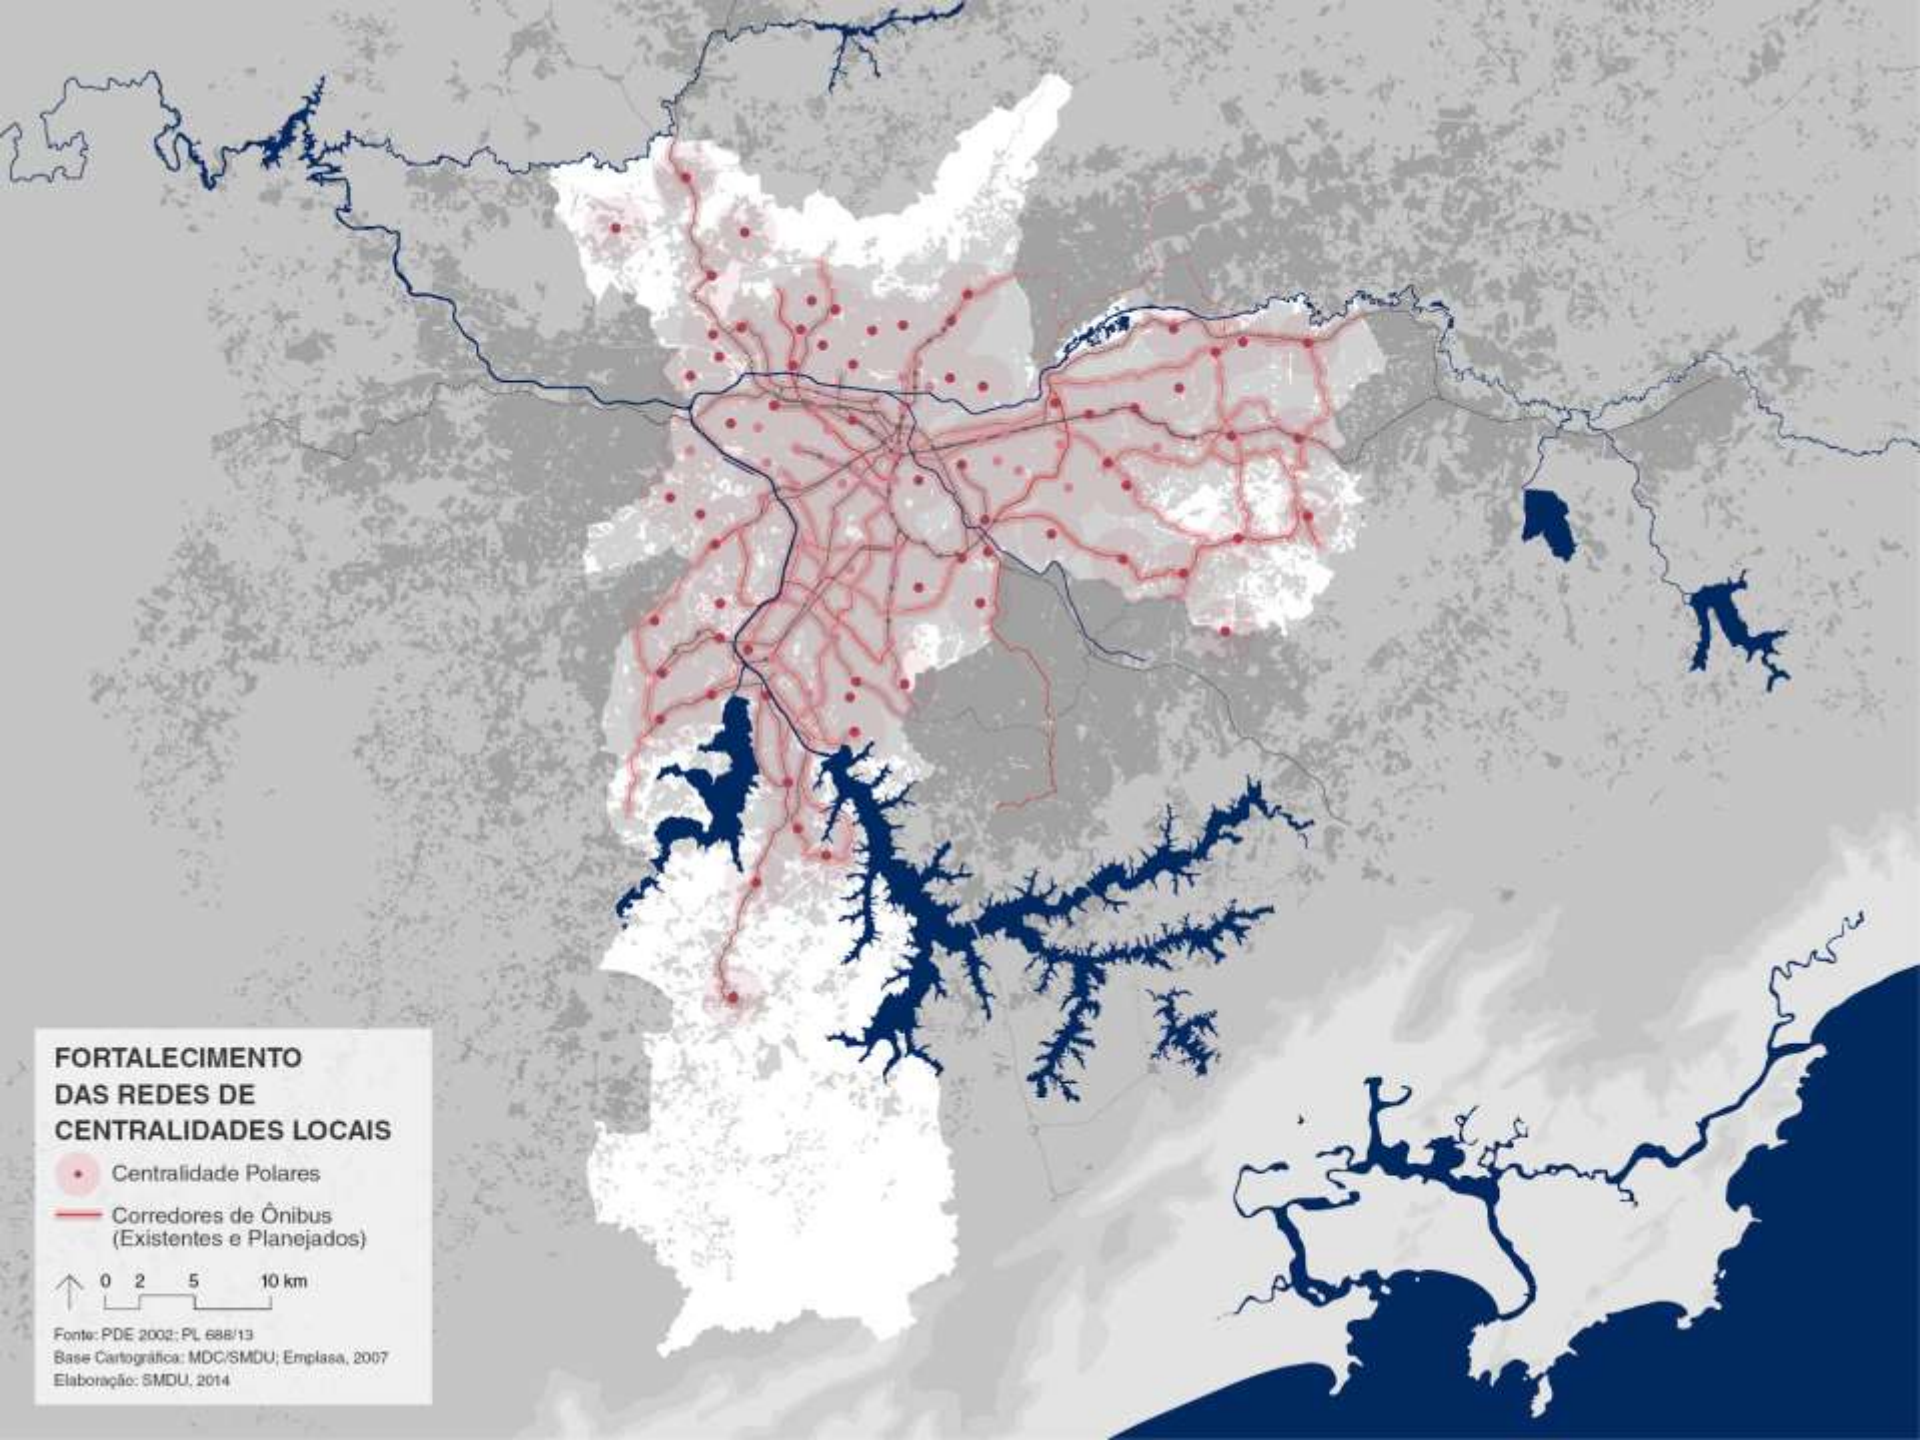 FORTALECIMENTO
DAS REDES DE
CENTRALIDADES LOCAIS
Centralidade Polares
Corredores de Ônibus
(Existentes e Planejados)
0 2 5 10 km
Fonte: PDE 2002; PL 688/13
Base Cartográfica: MDC/SMDU; Emplasa, 2007
Elaboração: SMDU, 2014